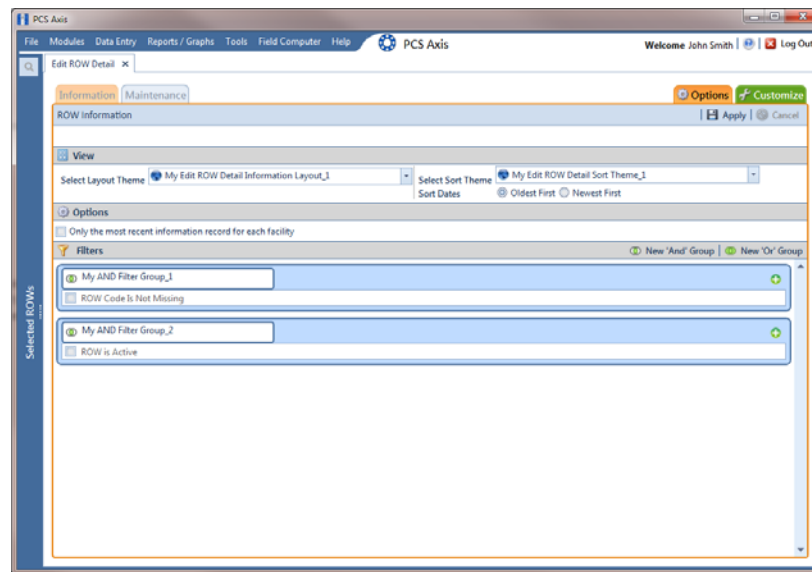 PCS Axis
File Modules Data Entry Reports / Graphs Tools Field Computer Help PCS Axis Welcome John Smith | | Log Out
Edit ROW Detail
Information Maintenance Options Customize
ROW Information | Apply | Cancel
View
Select Layout Theme My Edit ROW Detail Information Layout_1 Select Sort Theme My Edit ROW Detail Sort Theme_1
Sort Dates Oldest First Newest First
Options
Only the most recent information record for each facility
Filters New 'And' Group | New 'Or' Group
My AND Filter Group_1
ROW Code Is Not Missing
My AND Filter Group_2
ROW is Active
Selected ROWs